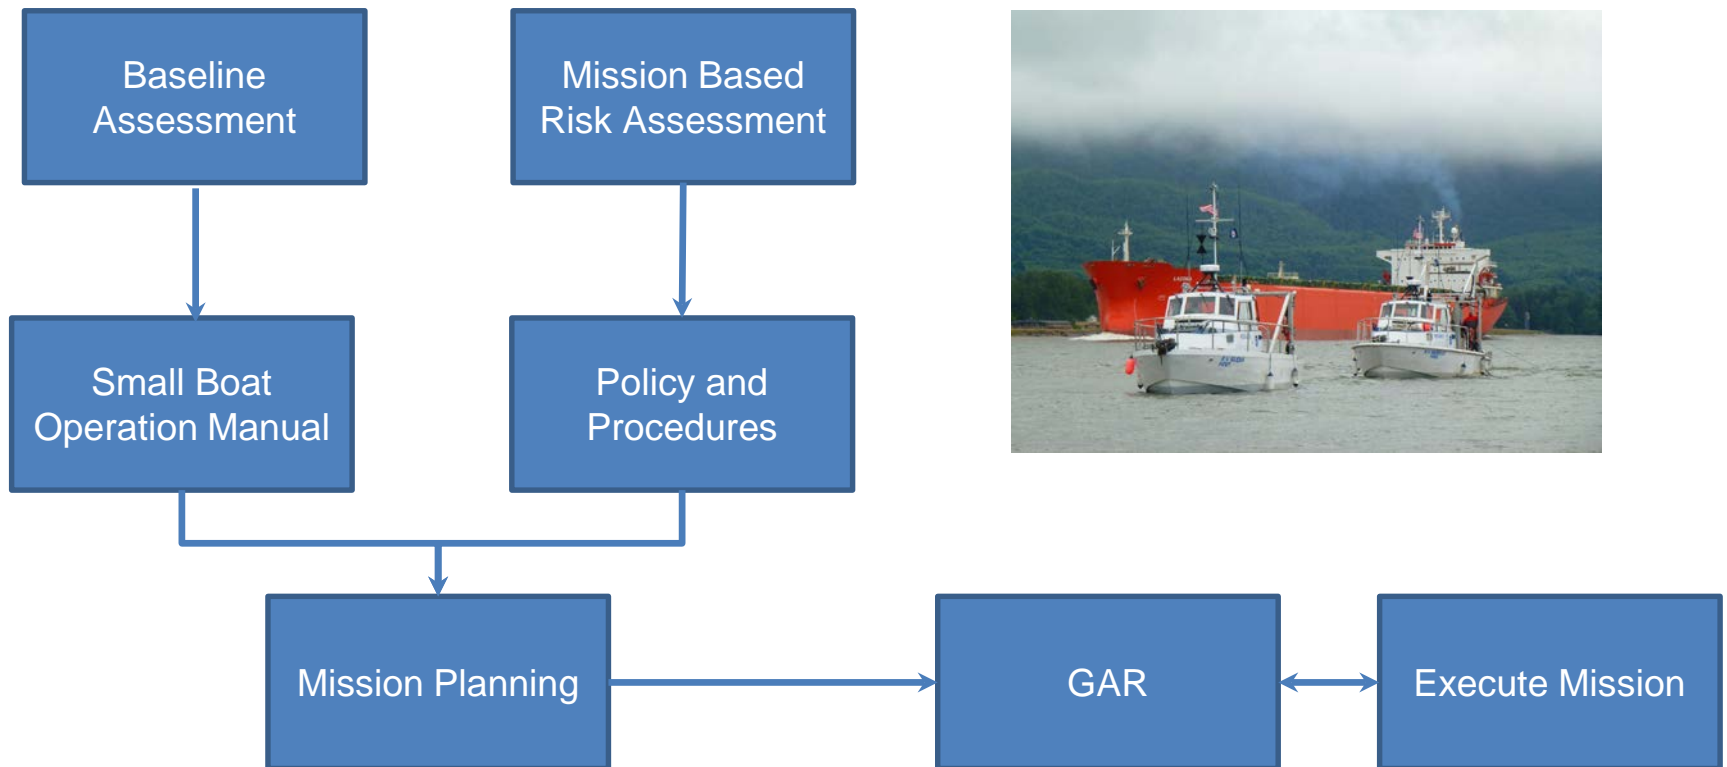 Baseline
Assessment
Mission Based
Risk Assessment
Small Boat
Operation Manual
Policy and
Procedures
Mission Planning
GAR
Execute Mission